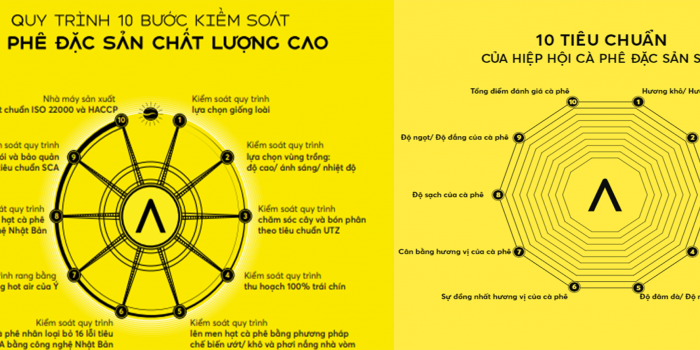 QUY TRÌNH 10 BƯỚC KIỂM SOÁT
PHÊ ĐẶC SẢN CHẤT LƯỢNG CAO
Nhà máy sản xuất
chuẩn ISO 22000 và HACCP
10
1
Kiểm soát quy trình
lựa chọn giống loài
soát quy trình
và bảo quản
tiêu chuẩn SCA
9
2
Kiểm soát quy trình
lựa chọn vùng trồng:
độ cao/ ánh sáng/ nhiệt độ
soát quy trình
hạt cà phê
Nhật Bản
8
3
Kiểm soát quy trình
chăm sóc cây và bón phân
theo tiêu chuẩn UTZ
rang bằng
hot air của Ý
7
4
Kiểm soát quy trình
thu hoạch 100% trái chín
Kiểm soát quy trình
phê nhân loại bỏ 16 lỗi tiêu
bằng công nghệ Nhật Bản
6
5
Kiểm soát quy trình
lên men hạt cà phê bằng phương pháp
chế biến ướt/ khô và phơi nắng nhà vòm
10 TIÊU CHUẨN
CỦA HIỆP HỘI CÀ PHÊ ĐẶC SẢN
Tổng điểm đánh giá cà phê
10
1
Hương khô/
Độ ngọt/ Độ đắng của cà phê
9
2
Độ sạch của cà phê
8
Cân bằng hương vị của cà phê
7
4
Sự đồng nhất hương vị của cà phê
6
5
Độ đậm đà/ Độ